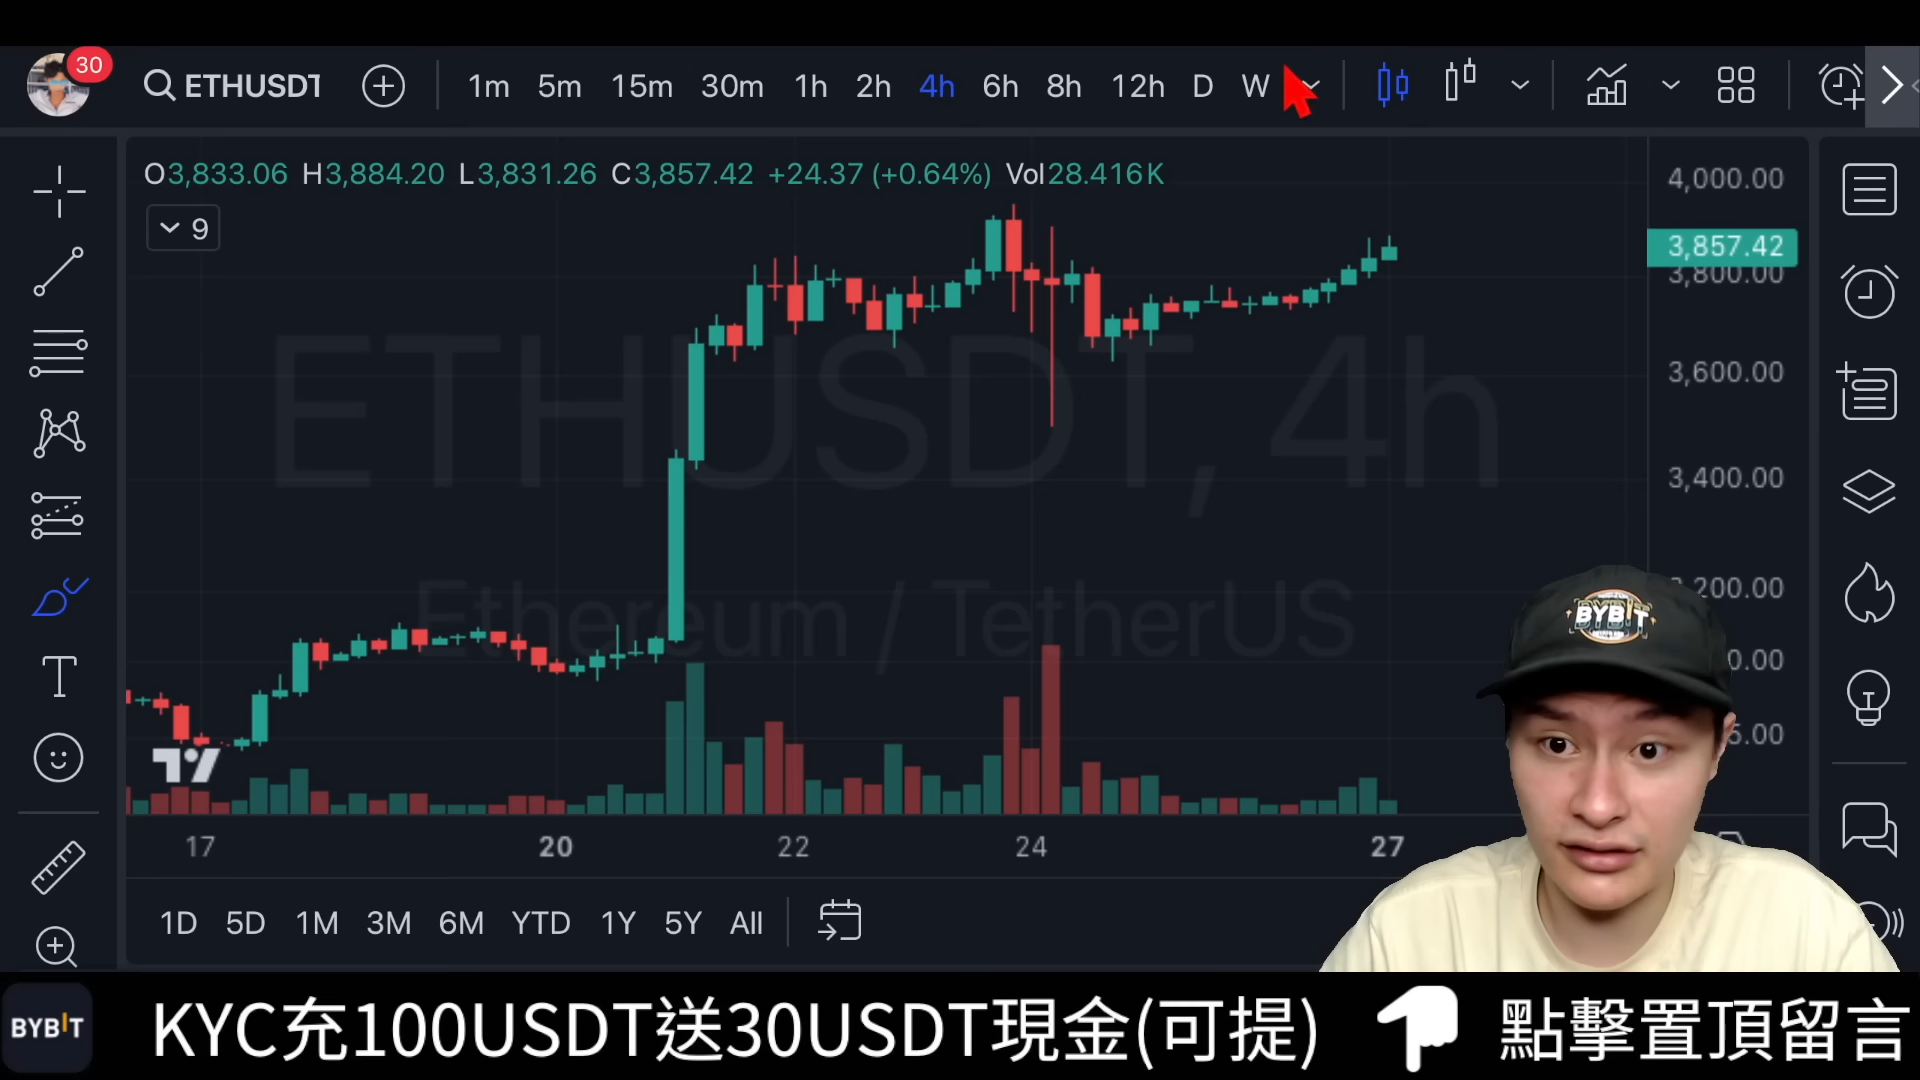 30
ETHUSDT
1m 5m 15m 30m 1h 2h 4h 6h 8h 12h D W
O3,833.06 H3,884.20 L3,831.26 C3,857.42 +24.37 (+0.64%) Vol28.416K
9
4,000.00
3,857.42
3,800.00
3,600.00
3,400.00
ETHUSDT, 4h
Ethereum / TetherUS
BYBIT
17 20 22 24 27
1D 5D 1M 3M 6M YTD 1Y 5Y All
BYBIT
KYC充100USDT送30USDT現金(可提)
點擊置頂留言